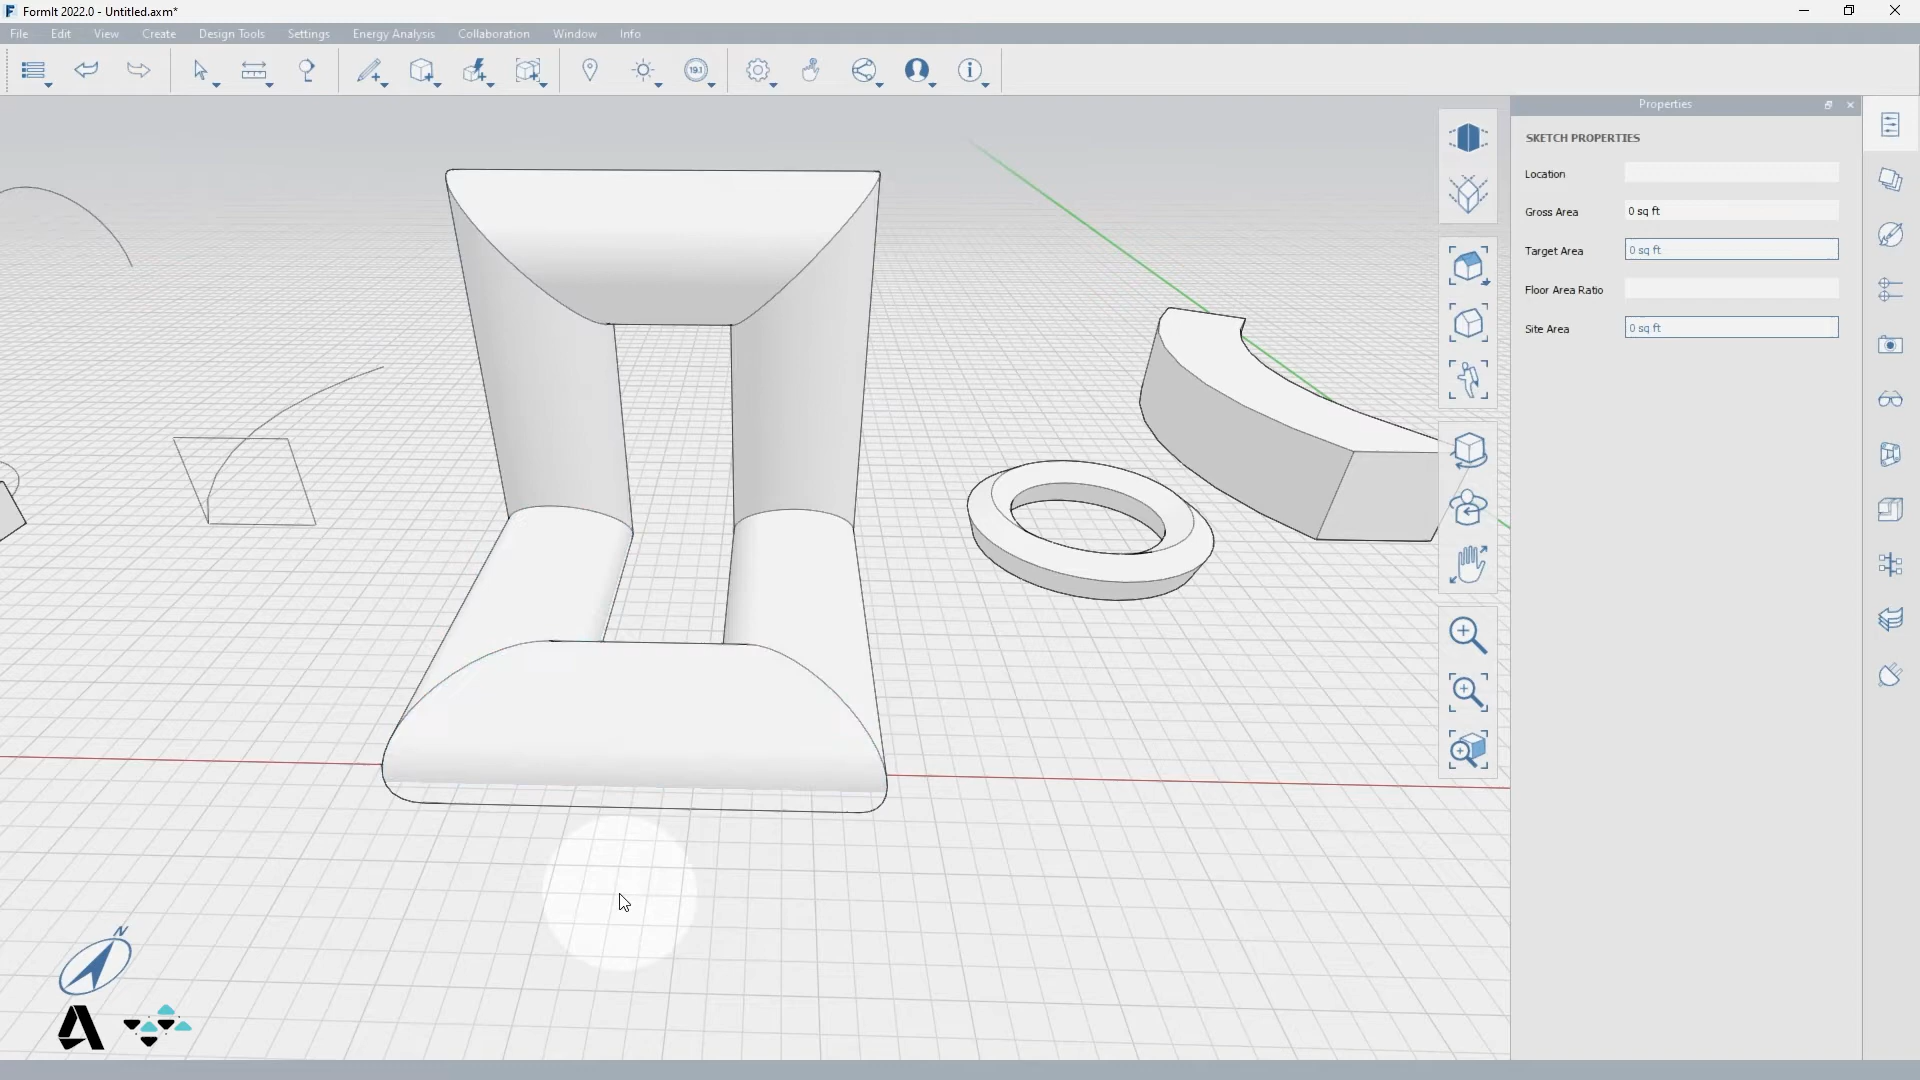 FormIt 2022.0 - Untitled.axm*
File Edit View Create Design Tools Settings Energy Analysis Collaboration Window Info
19.1
Properties
SKETCH PROPERTIES
Location
Gross Area 0 sq ft
Target Area 0 sq ft
Floor Area Ratio
Site Area 0 sq ft
N